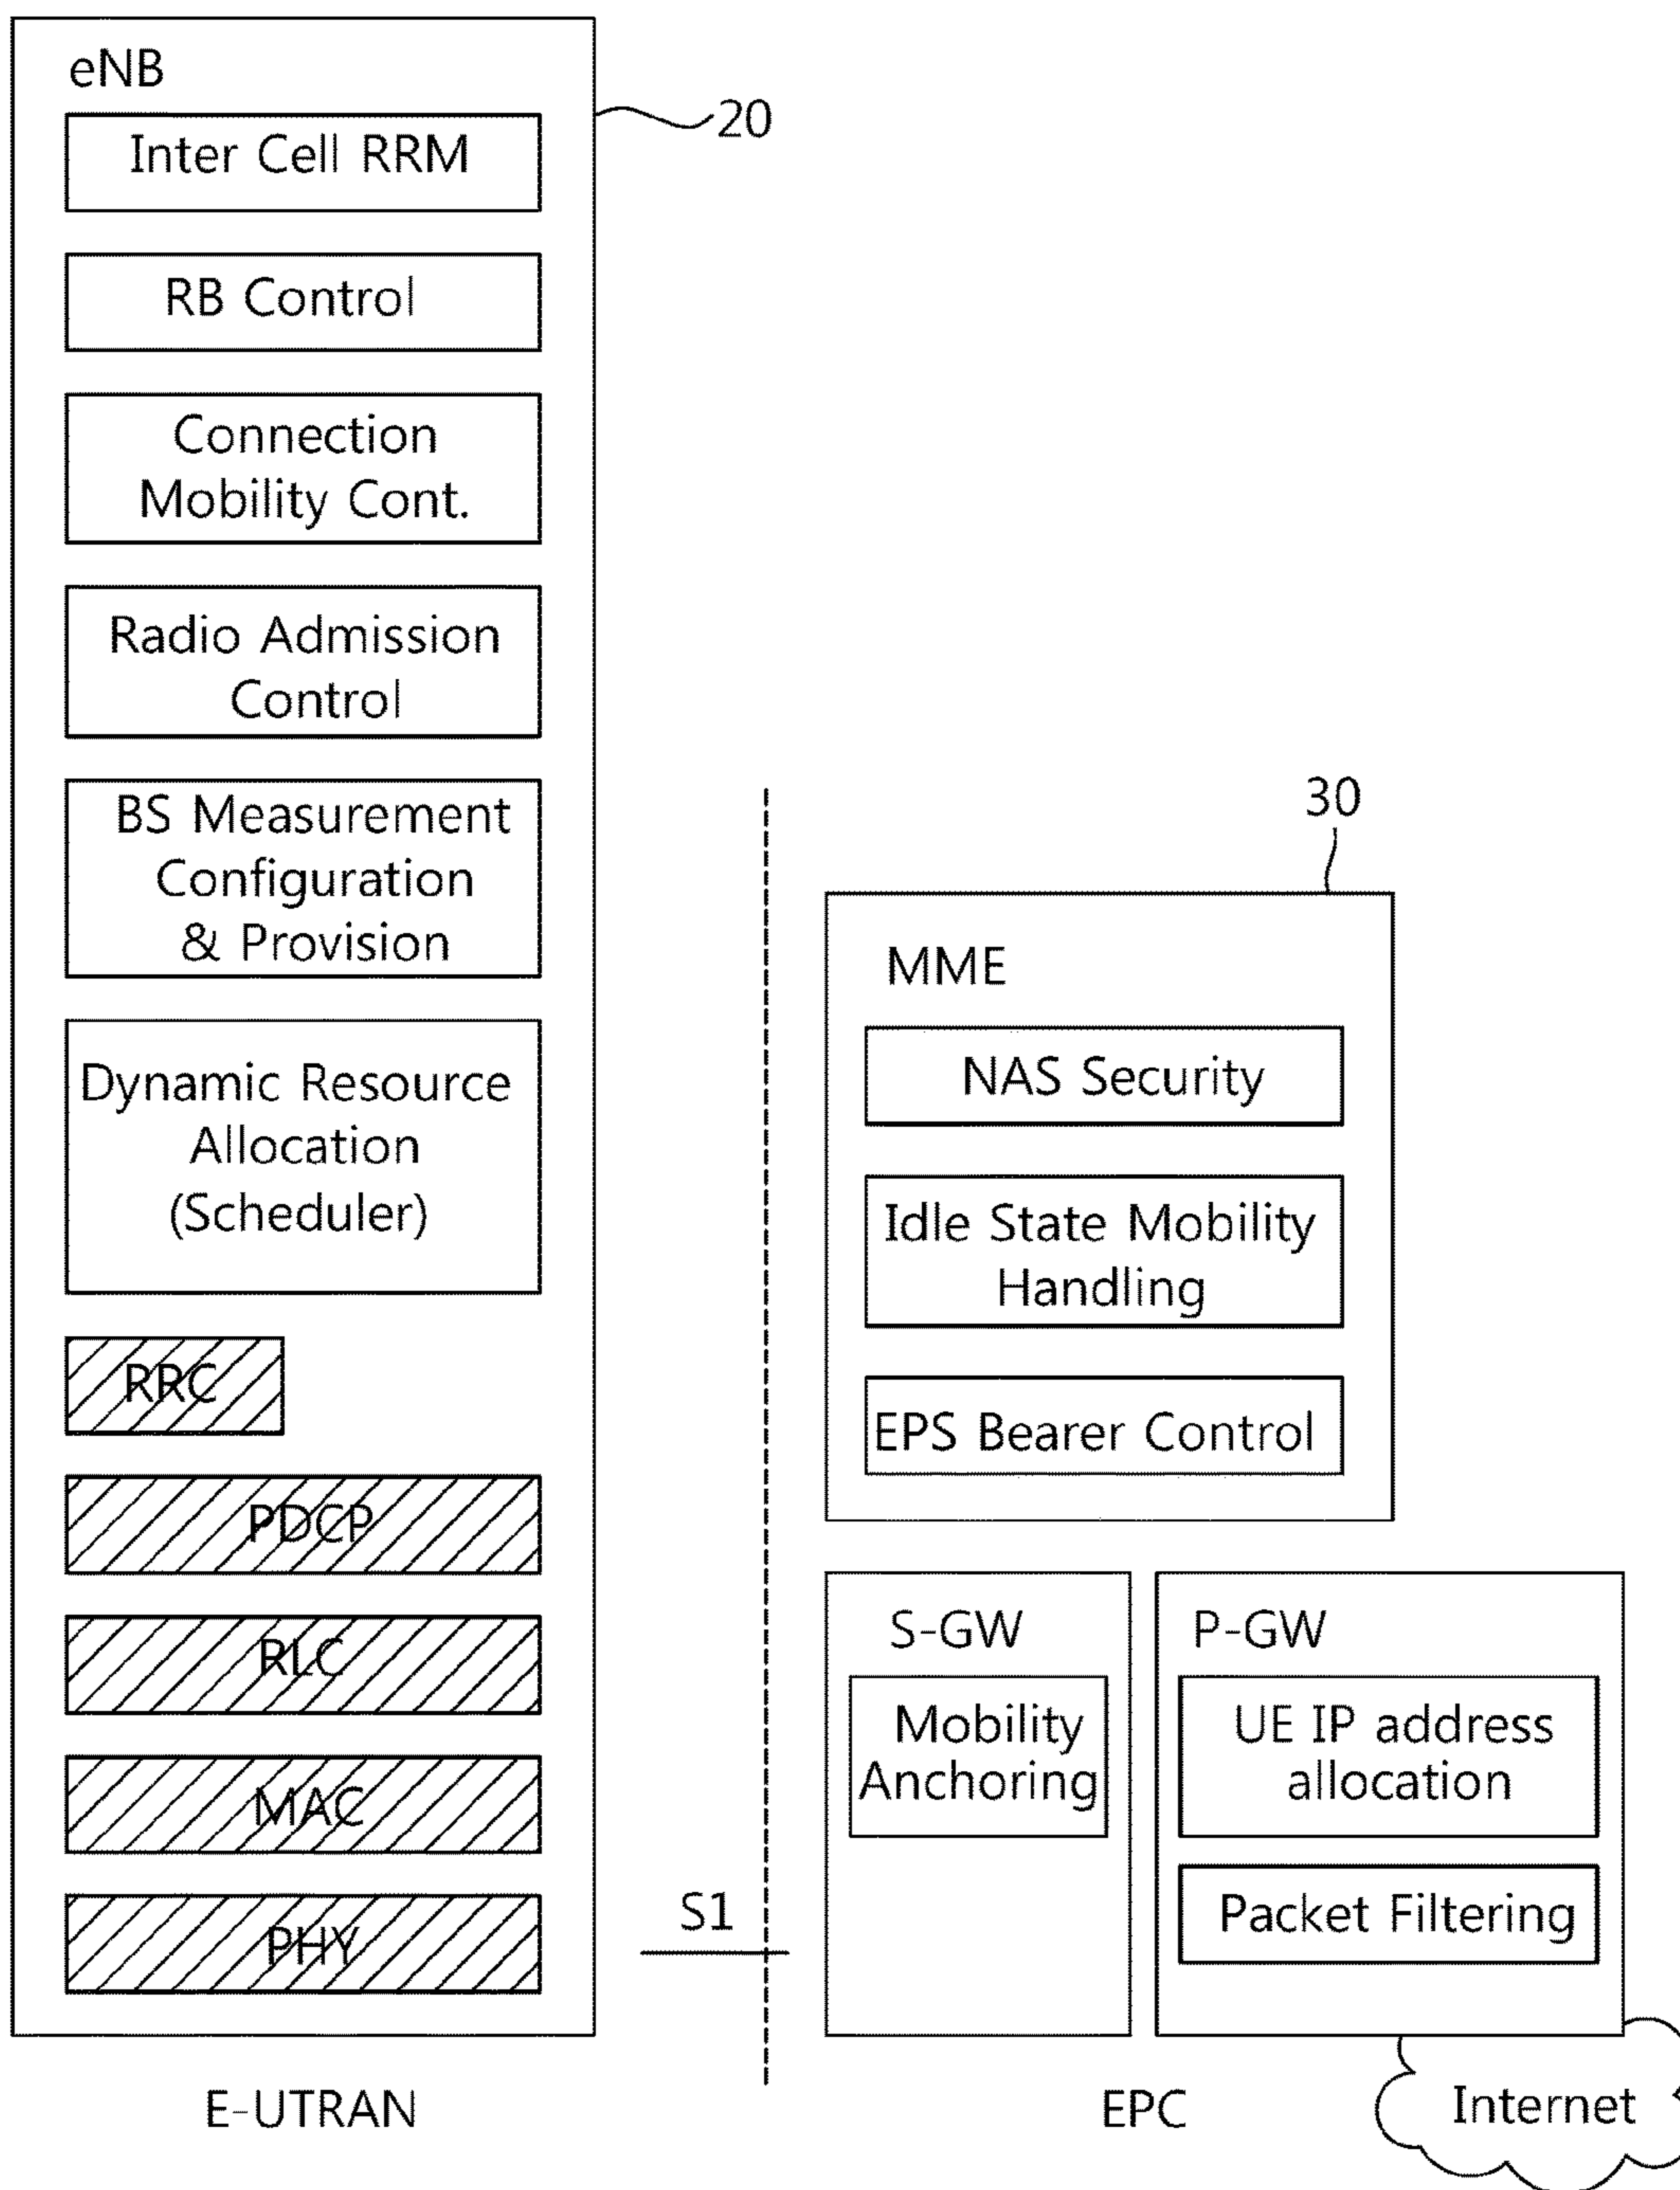 eNB
20
Inter Cell RRM
RB Control
Connection
Mobility Cont.
Radio Admission
Control
BS Measurement
Configuration
& Provision
Dynamic Resource
Allocation
(Scheduler)
RRC
PDCP
RLC
MAC
PHY
S1
E-UTRAN
30
MME
NAS Security
Idle State Mobility
Handling
EPS Bearer Control
S-GW
Mobility
Anchoring
P-GW
UE IP address
allocation
Packet Filtering
EPC
Internet